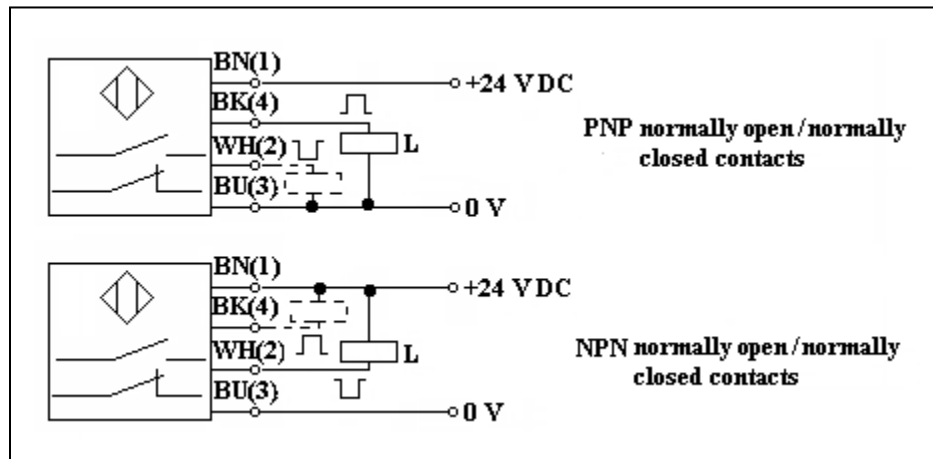 BN(1)
+24 VDC
BK(4)
PNP normally open/normally
closed contacts
WH(2)
L
BU(3)
0 V
BN(1)
+24 VDC
BK(4)
WH(2)
L
NPN normally open/normally
closed contacts
BU(3)
0 V